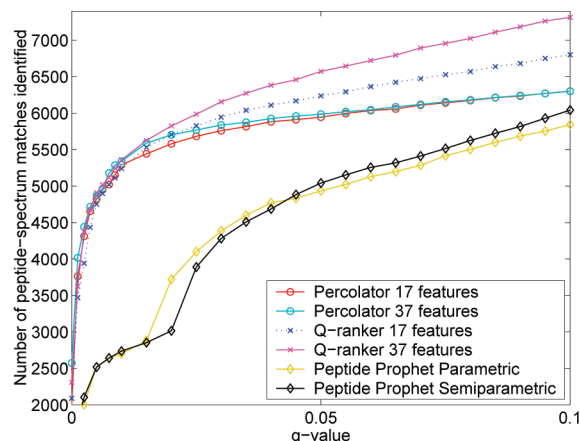 Number of peptide-spectrum matches identified
7000
6500
6000
5500
5000
4500
4000
3500
3000
2500
2000
0
0.05
0.1
q-value
Percolator 17 features
Percolator 37 features
Q-ranker 17 features
Q-ranker 37 features
Peptide Prophet Parametric
Peptide Prophet Semiparametric